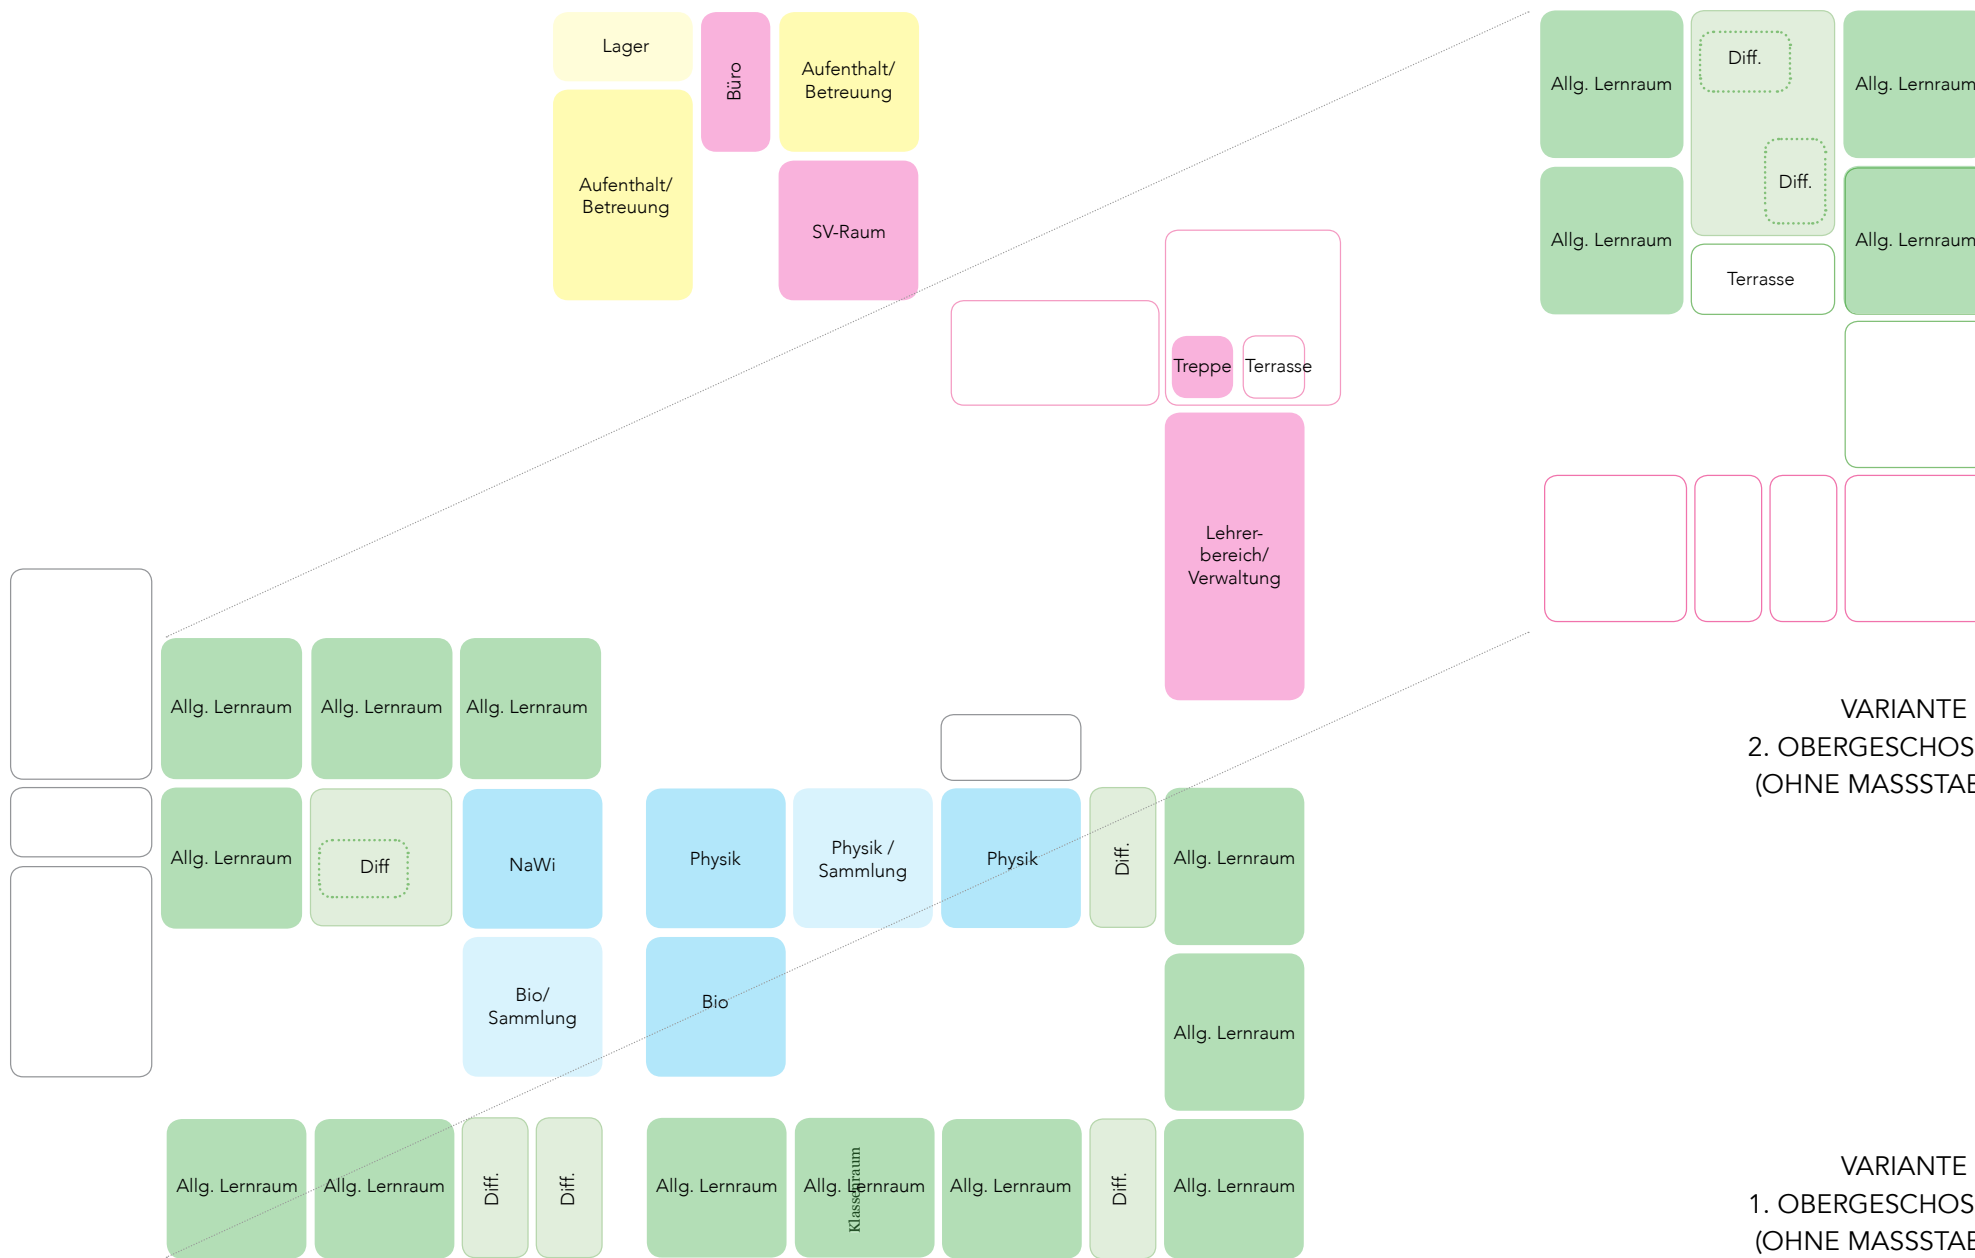 Lager
Büro
Aufenthalt/
Betreuung
Allg. Lernraum
Diff.
Allg. Lernraum
Aufenthalt/
Betreuung
SV-Raum
Diff.
Allg. Lernraum
Allg. Lernraum
Terrasse
Treppe
Terrasse
Lehrer-
bereich/
Verwaltung
Allg. Lernraum
Allg. Lernraum
Allg. Lernraum
VARIANTE
2. OBERGESCHOS
(OHNE MASSSTAB
Allg. Lernraum
Diff
NaWi
Physik
Physik /
Sammlung
Physik
Diff.
Allg. Lernraum
Bio/
Sammlung
Bio
Allg. Lernraum
Allg. Lernraum
Allg. Lernraum
Diff.
Diff.
Allg. Lernraum
Allg. Lernraum
Klassenraum
Allg. Lernraum
Diff.
Allg. Lernraum
VARIANTE
1. OBERGESCHOS
(OHNE MASSSTAB